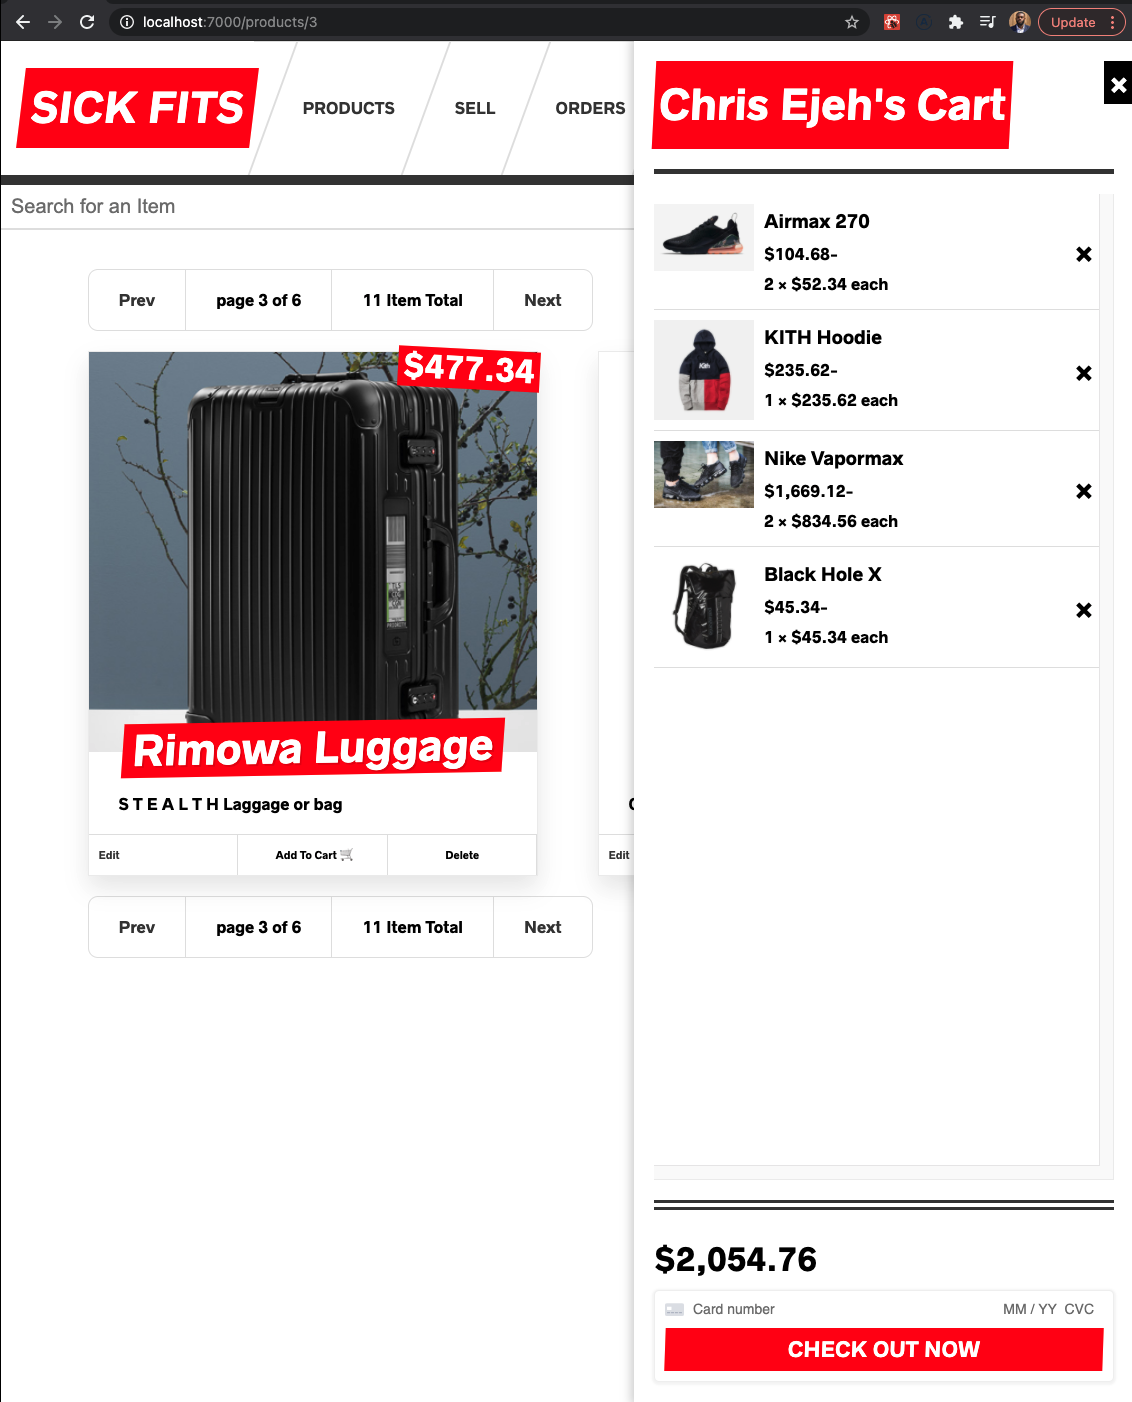 localhost:7000/products/3
Update
SICK FITS
PRODUCTS
SELL
ORDERS
Chris Ejeh's Cart
Search for an Item
Prev
page 3 of 6
11 Item Total
Next
$477.34
Rimowa Luggage
S T E A L T H Laggage or bag
Edit
Add To Cart 🛒
Delete
Edit
Prev
page 3 of 6
11 Item Total
Next
Airmax 270
$104.68-
2 × $52.34 each
KITH Hoodie
$235.62-
1 × $235.62 each
Nike Vapormax
$1,669.12-
2 × $834.56 each
Black Hole X
$45.34-
1 × $45.34 each
$2,054.76
Card number
MM / YY CVC
CHECK OUT NOW